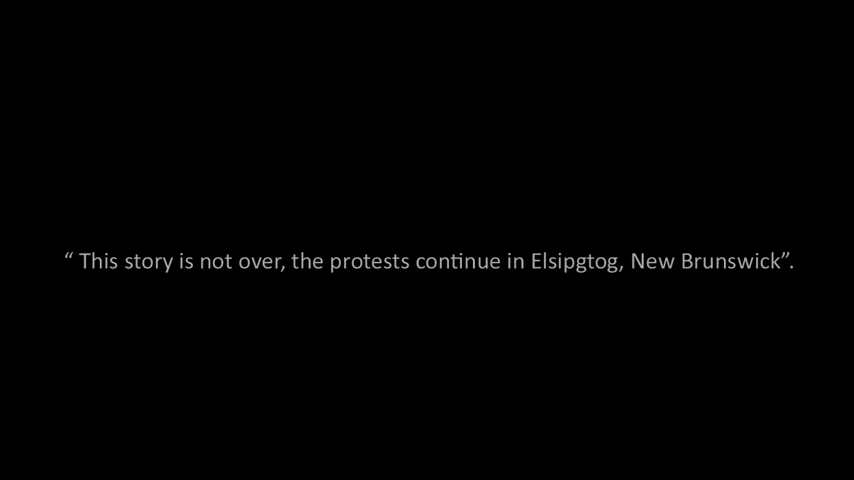 “ This story is not over, the protests continue in Elsipgtog, New Brunswick”.